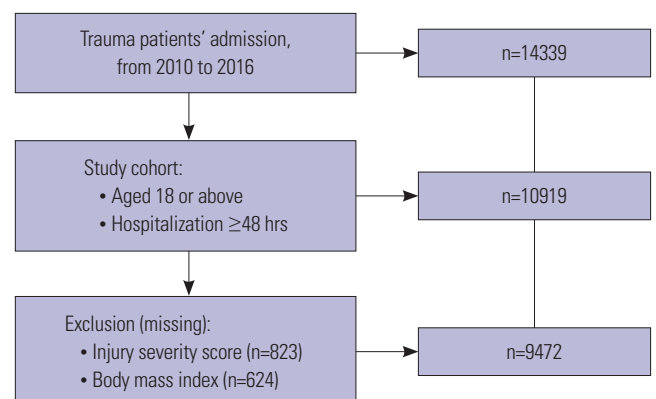 Trauma patients’ admission,
from 2010 to 2016
n=14339
Study cohort:
• Aged 18 or above
• Hospitalization ≥48 hrs
n=10919
Exclusion (missing):
• Injury severity score (n=823)
• Body mass index (n=624)
n=9472